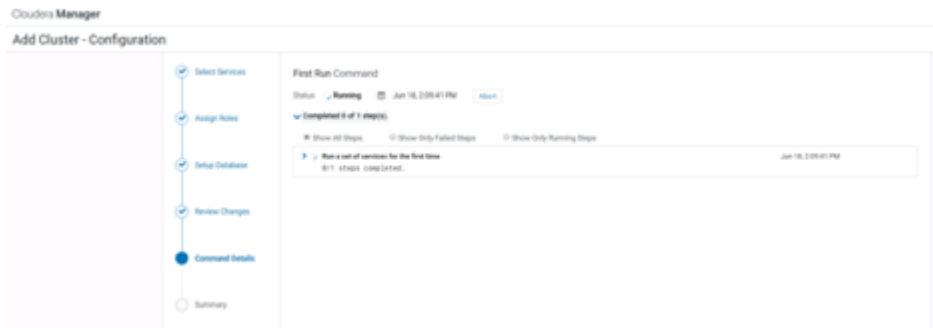 Cloudera Manager
Add Cluster - Configuration
Select Services
Assign Roles
Setup Database
Review Changes
Command Details
Summary
First Run Command
Status Running Jun 18, 2:09:41 PM Abort
Completed 0 of 1 step(s).
Show All Steps Show Only Failed Steps Show Only Running Steps
Run a set of services for the first time Jun 18, 2:09:41 PM
0/1 steps completed.